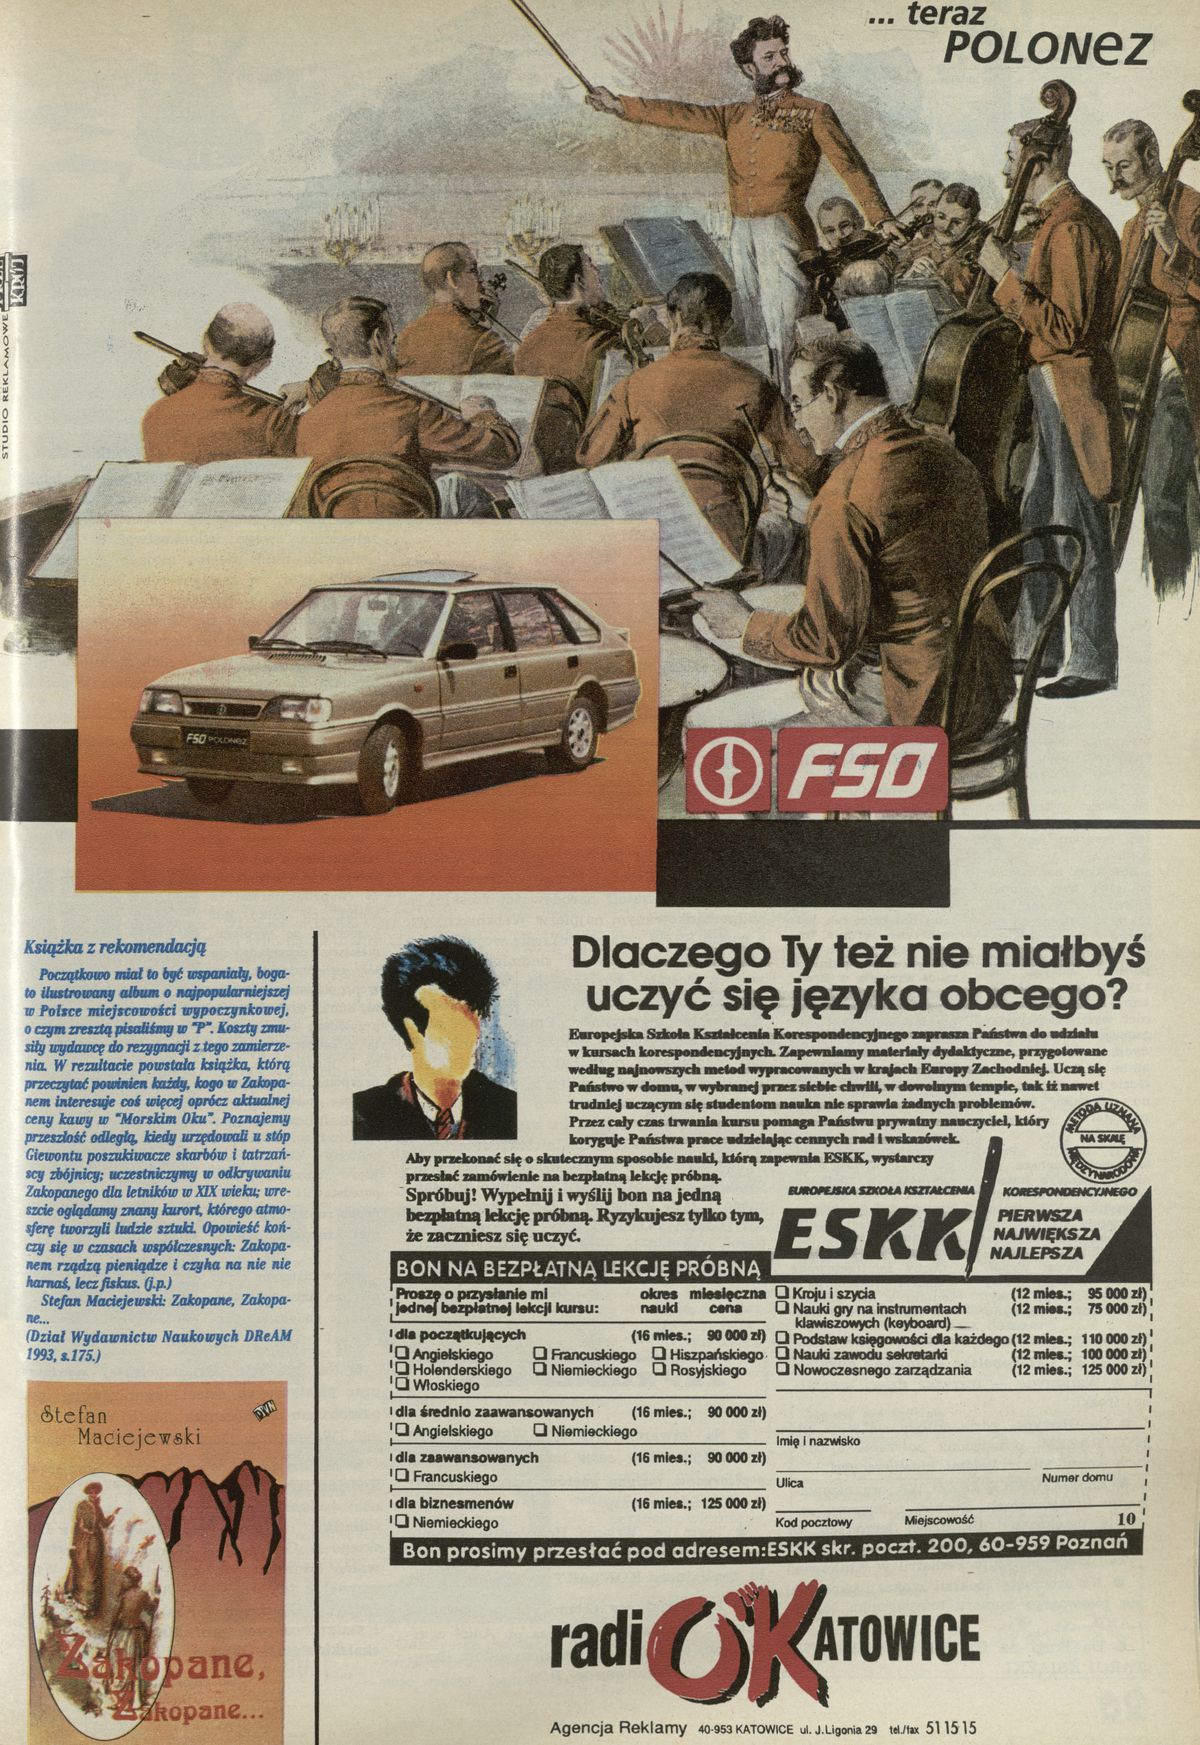 ... teraz
POLONEZ
STUDIO REKLAMOWE
KRÓJ
FSO POLONEZ
FSO
Książka z rekomendacją
Początkowo miał to być wspaniały, boga-
to ilustrowany album o najpopularniejszej
w Polsce miejscowości wypoczynkowej,
o czym zresztą pisaliśmy w "P". Koszty zmu-
siły wydawcę do rezygnacji z tego zamierze-
nia. W rezultacie powstała książka, którą
przeczytać powinien każdy, kogo w Zakopa-
nem interesuje coś więcej oprócz aktualnej
ceny kawy w "Morskim Oku". Poznajemy
przeszłość odległą, kiedy urzędowali u stóp
Giewontu poszukiwacze skarbów i tatrzań-
scy zbójnicy; uczestniczymy w odkrywaniu
Zakopanego dla letników w XIX wieku; wre-
szcie oglądamy znany kurort, którego atmo-
sferę tworzyli ludzie sztuki. Opowieść koń-
czy się w czasach współczesnych: Zakopa-
nem rządzą pieniądze i czyha na nie nie
harnaś, lecz fiskus. (j.p.)
Stefan Maciejewski: Zakopane, Zakopa-
ne...
(Dział Wydawnictw Naukowych DReAM
1993, s.175.)
Stefan
Maciejewski
Zakopane,
Zakopane...
Dlaczego Ty też nie miałbyś
uczyć się języka obcego?
Europejska Szkoła Kształcenia Korespondencyjnego zaprasza Państwa do udziału
w kursach korespondencyjnych. Zapewniamy materiały dydaktyczne, przygotowane
według najnowszych metod wypracowanych w krajach Europy Zachodniej. Uczą się
Państwo w domu, w wybranej przez siebie chwili, w dowolnym tempie, tak iż nawet
trudniej uczącym się studentom nauka nie sprawia żadnych problemów.
Przez cały czas trwania kursu pomaga Państwu prywatny nauczyciel, który
koryguje Państwa prace udzielając cennych rad i wskazówek.
METODA UZNANA
NA SKALĘ
MIĘDZYNARODOWĄ
Aby przekonać się o skutecznym sposobie nauki, którą zapewnia ESKK, wystarczy
przesłać zamówienie na bezpłatną lekcję próbną.
Spróbuj! Wypełnij i wyślij bon na jedną
bezpłatną lekcję próbną. Ryzykujesz tylko tym,
że zaczniesz się uczyć.
EUROPEJSKA SZKOŁA KSZTAŁCENIA KORESPONDENCYJNEGO
ESKK
PIERWSZA
NAJWIĘKSZA
NAJLEPSZA
BON NA BEZPŁATNĄ LEKCJĘ PRÓBNĄ
Proszę o przysłanie mi okres miesięczna
jednej bezpłatnej lekcji kursu: nauki cena
dla początkujących (16 mies.; 90 000 zł)
Angielskiego Francuskiego Hiszpańskiego
Holenderskiego Niemieckiego Rosyjskiego
Włoskiego
dla średnio zaawansowanych (16 mies.; 90 000 zł)
Angielskiego Niemieckiego
dla zaawansowanych (16 mies.; 90 000 zł)
Francuskiego
dla biznesmenów (16 mies.; 125 000 zł)
Niemieckiego
Kroju i szycia (12 mies.; 95 000 zł)
Nauki gry na instrumentach (12 mies.; 75 000 zł)
klawiszowych (keyboard)
Podstaw księgowości dla każdego (12 mies.; 110 000 zł)
Nauki zawodu sekretarki (12 mies.; 100 000 zł)
Nowoczesnego zarządzania (12 mies.; 125 000 zł)
Imię i nazwisko
Ulica Numer domu
Kod pocztowy Miejscowość 10
Bon prosimy przesłać pod adresem:ESKK skr. poczt. 200, 60-959 Poznań
radiO'KATOWICE
Agencja Reklamy 40-953 KATOWICE ul. J.Ligonia 29 tel./fax 51 15 15